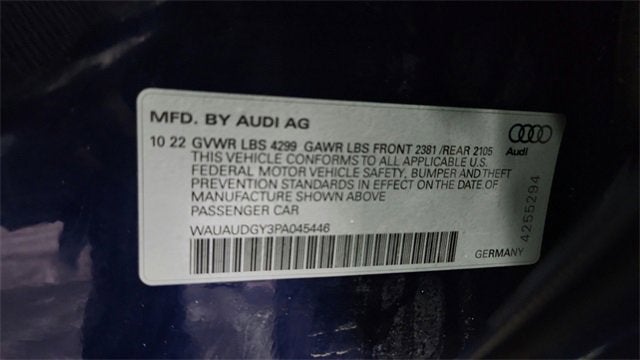 MFD. BY AUDI AG
10 22 GVWR LBS 4299 GAWR LBS FRONT 2381 /REAR 2105
THIS VEHICLE CONFORMS TO ALL APPLICABLE U.S.
FEDERAL MOTOR VEHICLE SAFETY, BUMPER AND THEFT
PREVENTION STANDARDS IN EFFECT ON THE DATE OF
MANUFACTURE SHOWN ABOVE
PASSENGER CAR
WAUAUDGY3PA045446
Audi
4255294
GERMANY